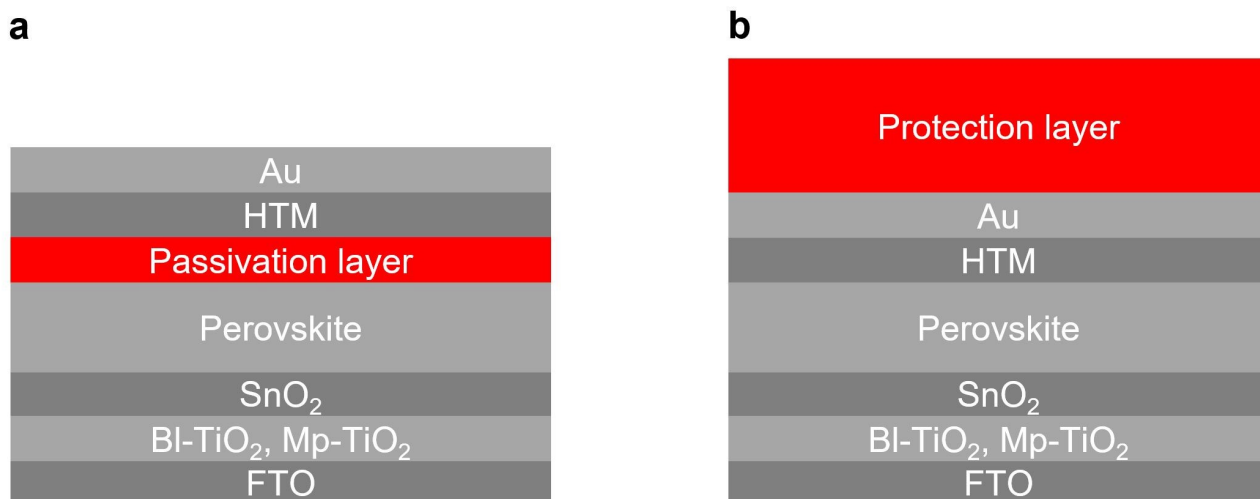 a
Au
HTM
Passivation layer
Perovskite
SnO₂
Bl-TiO₂, Mp-TiO₂
FTO
b
Protection layer
Au
HTM
Perovskite
SnO₂
Bl-TiO₂, Mp-TiO₂
FTO